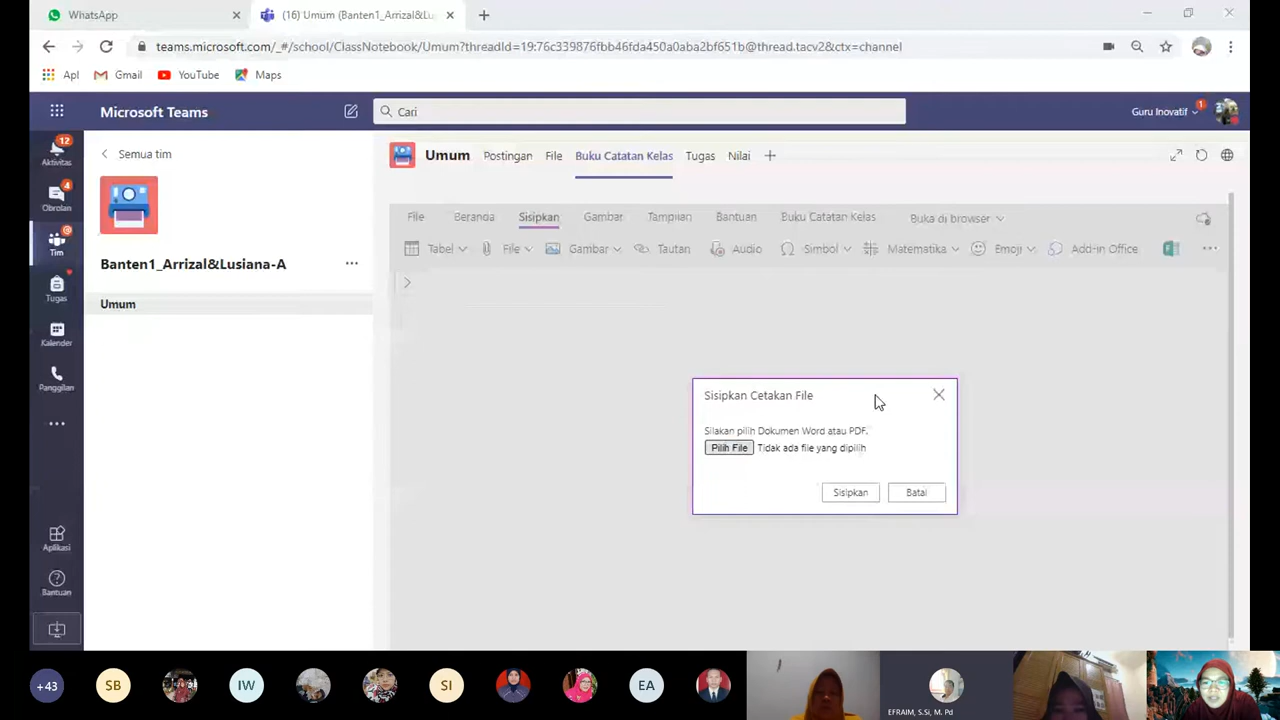 WhatsApp
(16) Umum (Banten1_Arrizal&Lu
teams.microsoft.com/_#/school/ClassNotebook/Umum?threadId=19:76c339876fbb46fda450a0aba2bf651b@thread.tacv2&ctx=channel
Apl Gmail YouTube Maps
Microsoft Teams
Cari
Guru Inovatif
1
12
Aktivitas
4
Obrolan
Tim
Tugas
Kalender
Panggilan
Aplikasi
Bantuan
Semua tim
Banten1_Arrizal&Lusiana-A
Umum
Umum Postingan File Buku Catatan Kelas Tugas Nilai
File Beranda Sisipkan Gambar Tampilan Bantuan Buku Catatan Kelas Buka di browser
Tabel File Gambar Tautan Audio Simbol Matematika Emoji Add-in Office
Sisipkan Cetakan File
Silakan pilih Dokumen Word atau PDF.
Pilih File Tidak ada file yang dipilih
Sisipkan Batal
+43 SB IW SI EA
EFRAIM, S.Si, M. Pd